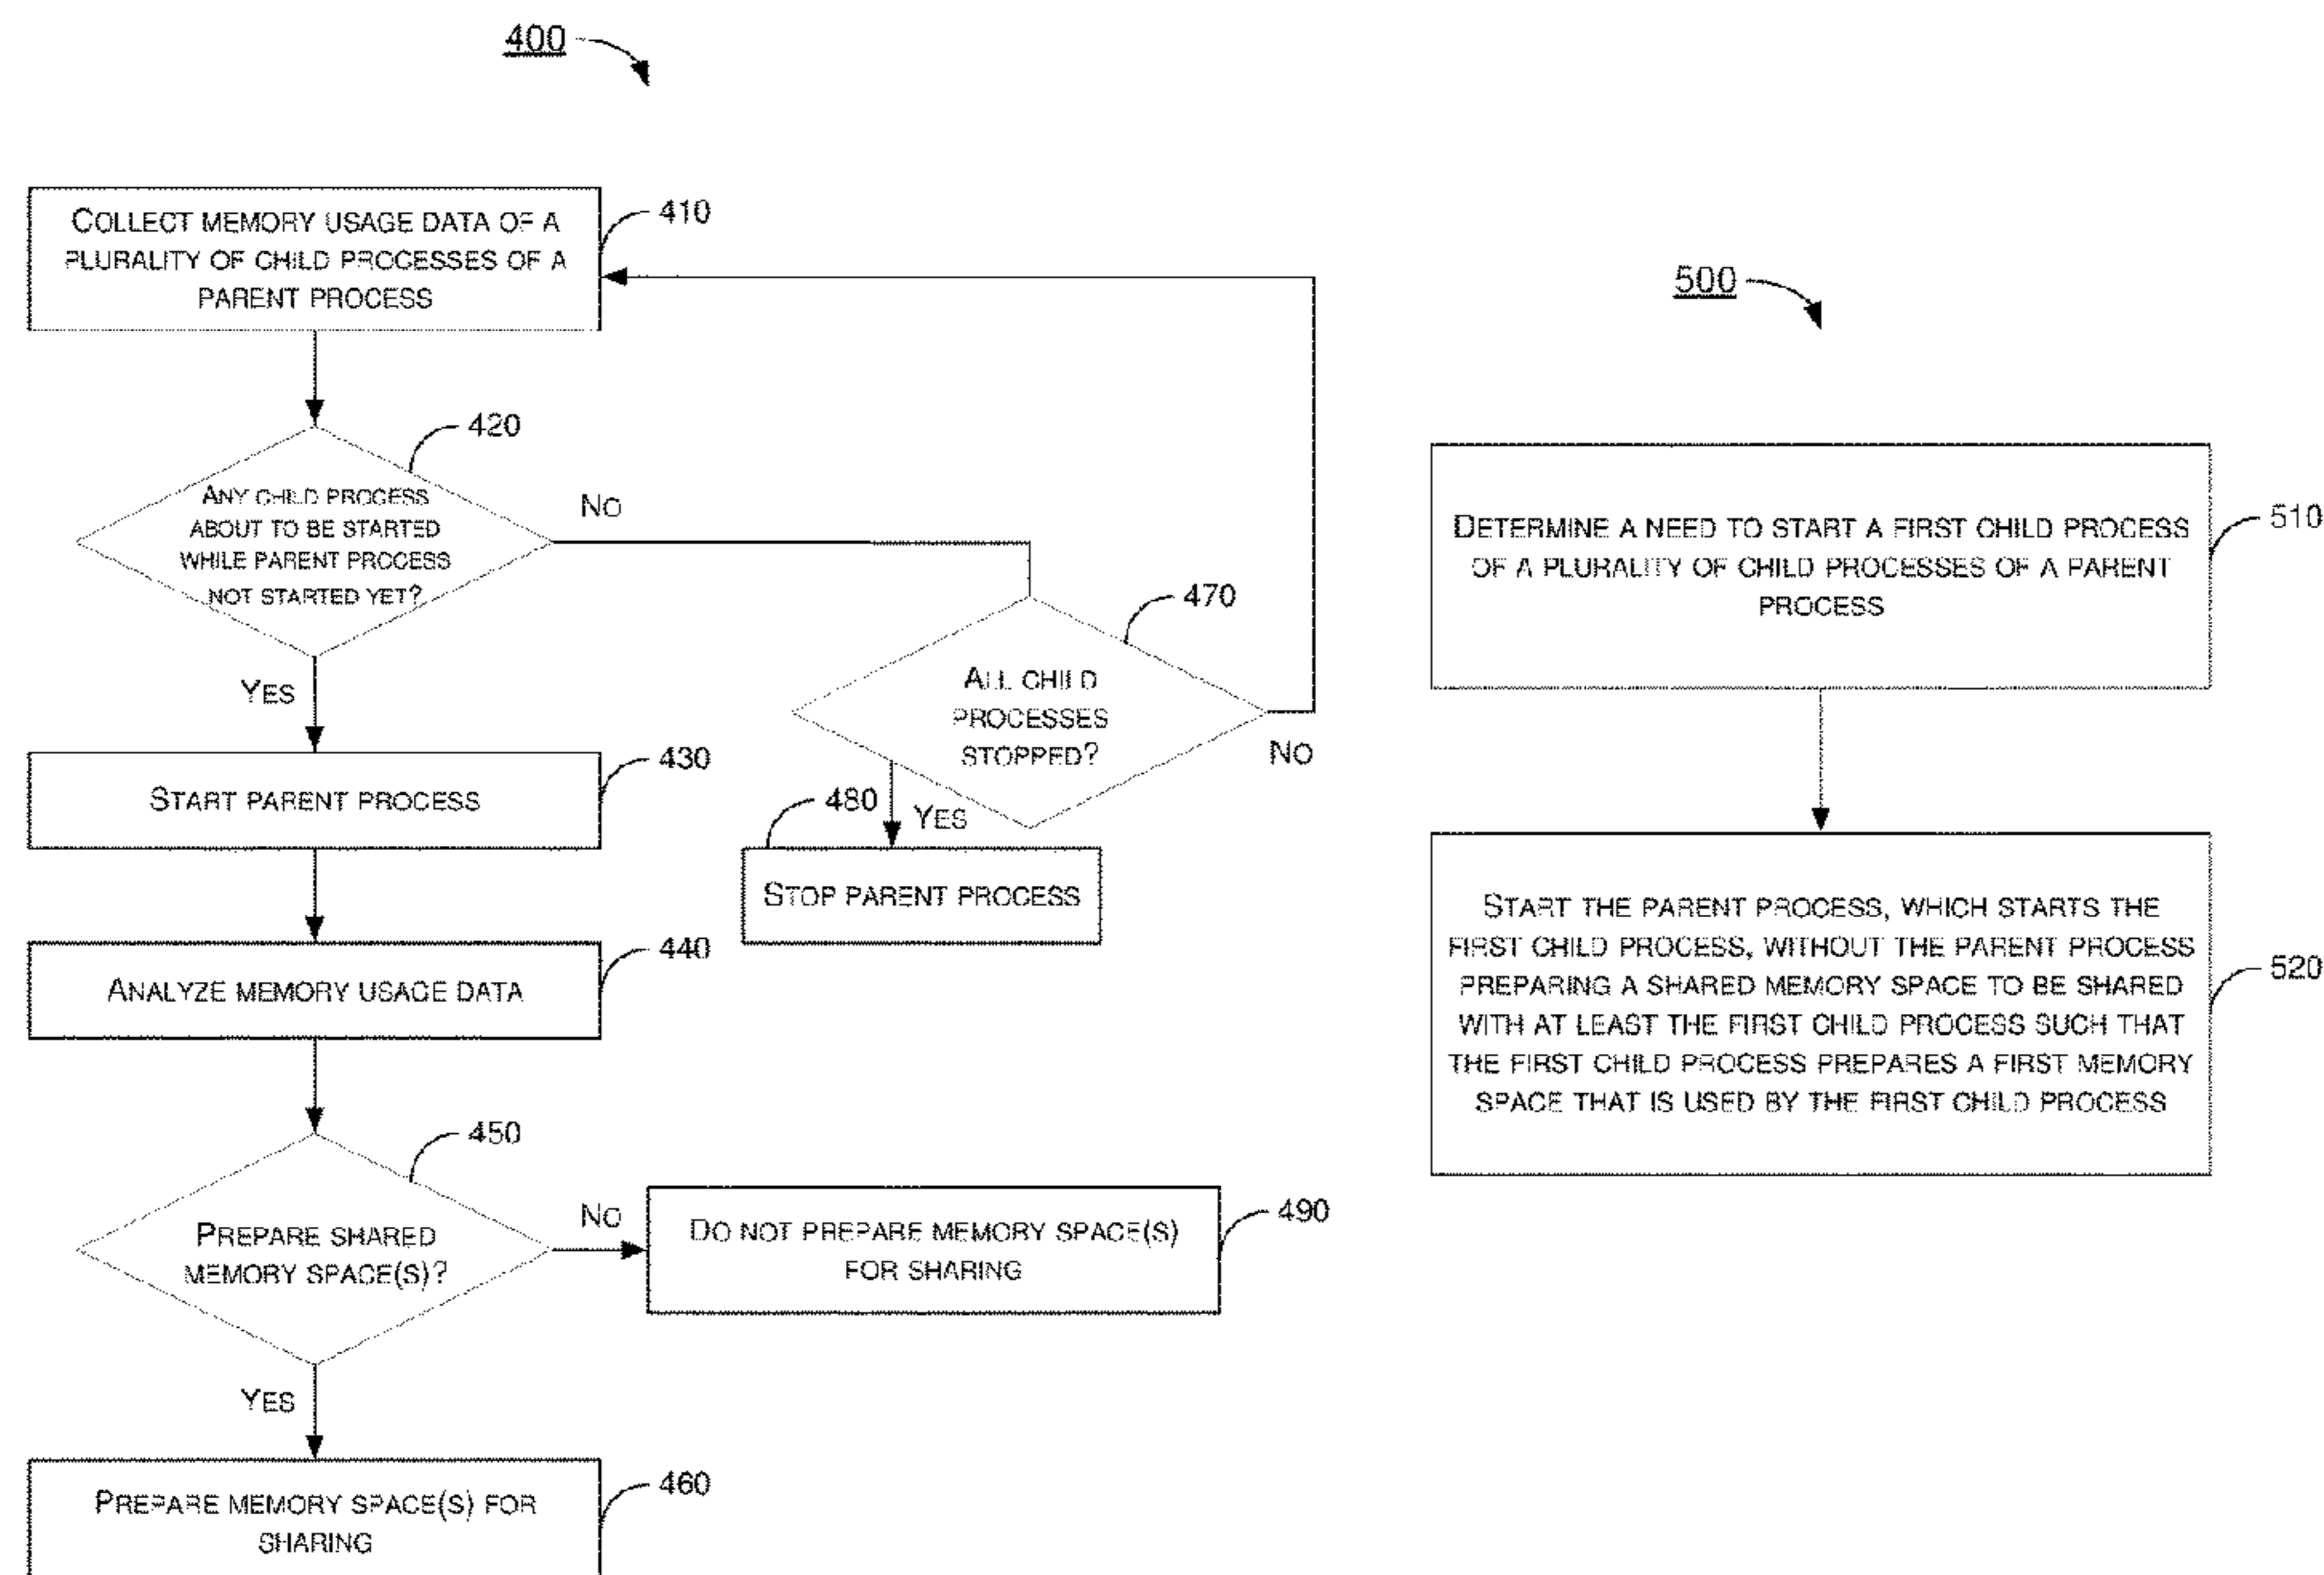 400
COLLECT MEMORY USAGE DATA OF A
PLURALITY OF CHILD PROCESSES OF A
PARENT PROCESS
410
420
ANY CHILD PROCESS
ABOUT TO BE STARTED
WHILE PARENT PROCESS
NOT STARTED YET?
NO
YES
430
START PARENT PROCESS
470
ALL CHILD
PROCESSES
STOPPED?
NO
YES
480
STOP PARENT PROCESS
440
ANALYZE MEMORY USAGE DATA
450
PREPARE SHARED
MEMORY SPACE(S)?
NO
490
DO NOT PREPARE MEMORY SPACE(S)
FOR SHARING
YES
460
PREPARE MEMORY SPACE(S) FOR
SHARING
500
DETERMINE A NEED TO START A FIRST CHILD PROCESS
OF A PLURALITY OF CHILD PROCESSES OF A PARENT
PROCESS
510
START THE PARENT PROCESS, WHICH STARTS THE
FIRST CHILD PROCESS, WITHOUT THE PARENT PROCESS
PREPARING A SHARED MEMORY SPACE TO BE SHARED
WITH AT LEAST THE FIRST CHILD PROCESS SUCH THAT
THE FIRST CHILD PROCESS PREPARES A FIRST MEMORY
SPACE THAT IS USED BY THE FIRST CHILD PROCESS
520